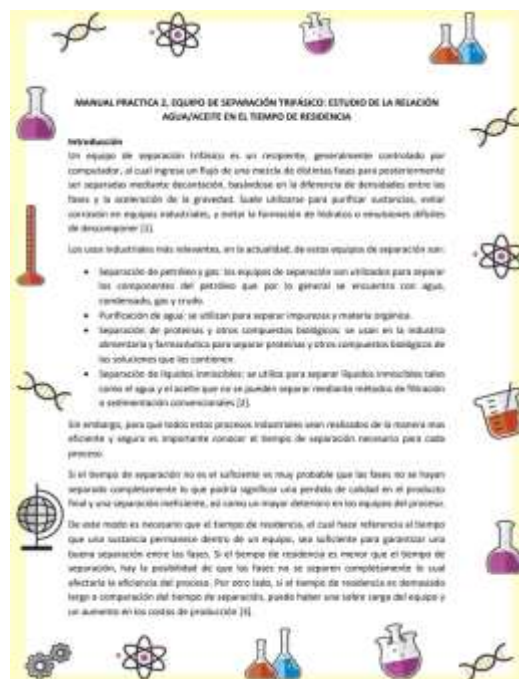 MANUAL PRACTICA 2, EQUIPO DE SEPARACIÓN TRIFÁSICO: ESTUDIO DE LA RELACIÓN
AGUA/ACEITE EN EL TIEMPO DE RESIDENCIA
Introducción
Un equipo de separación trifásico es un recipiente, generalmente controlado por
computador, al cual ingresa un flujo de una mezcla de distintas fases para posteriormente
ser separadas mediante decantación, basándose en la diferencia de densidades entre las
fases y la aceleración de la gravedad. Suele utilizarse para purificar sustancias, evitar
corrosión en equipos industriales, y evitar la formación de hidratos o emulsiones difíciles
de descomponer [1].
Los usos industriales más relevantes, en la actualidad, de estos equipos de separación son:
• Separación de petróleo y gas: los equipos de separación son utilizados para separar
los componentes del petróleo que por lo general se encuentra con agua,
condensado, gas y crudo.
• Purificación de agua: se utilizan para separar impurezas y materia orgánica.
• Separación de proteínas y otros compuestos biológicos: se usan en la industria
alimentaria y farmacéutica para separar proteínas y otros compuestos biológicos de
las soluciones que las contienen.
• Separación de líquidos inmiscibles: se utiliza para separar líquidos inmiscibles tales
como el agua y el aceite que no se pueden separar mediante métodos de filtración
o sedimentación convencionales [2].
Sin embargo, para que todos estos procesos industriales sean realizados de la manera mas
eficiente y segura es importante conocer el tiempo de separación necesario para cada
proceso.
Si el tiempo de separación no es el suficiente es muy probable que las fases no se hayan
separado completamente lo que podría significar una perdida de calidad en el producto
final y una separación ineficiente, así como un mayor deterioro en los equipos del proceso.
De este modo es necesario que el tiempo de residencia, el cual hace referencia al tiempo
que una sustancia permanece dentro de un equipo, sea suficiente para garantizar una
buena separación entre las fases. Si el tiempo de residencia es menor que el tiempo de
separación, hay la posibilidad de que las fases no se separen completamente lo cual
afectaría la eficiencia del proceso. Por otro lado, si el tiempo de residencia es demasiado
largo a comparación del tiempo de separación, puede haber una sobre carga del equipo y
un aumento en los costos de producción [3].